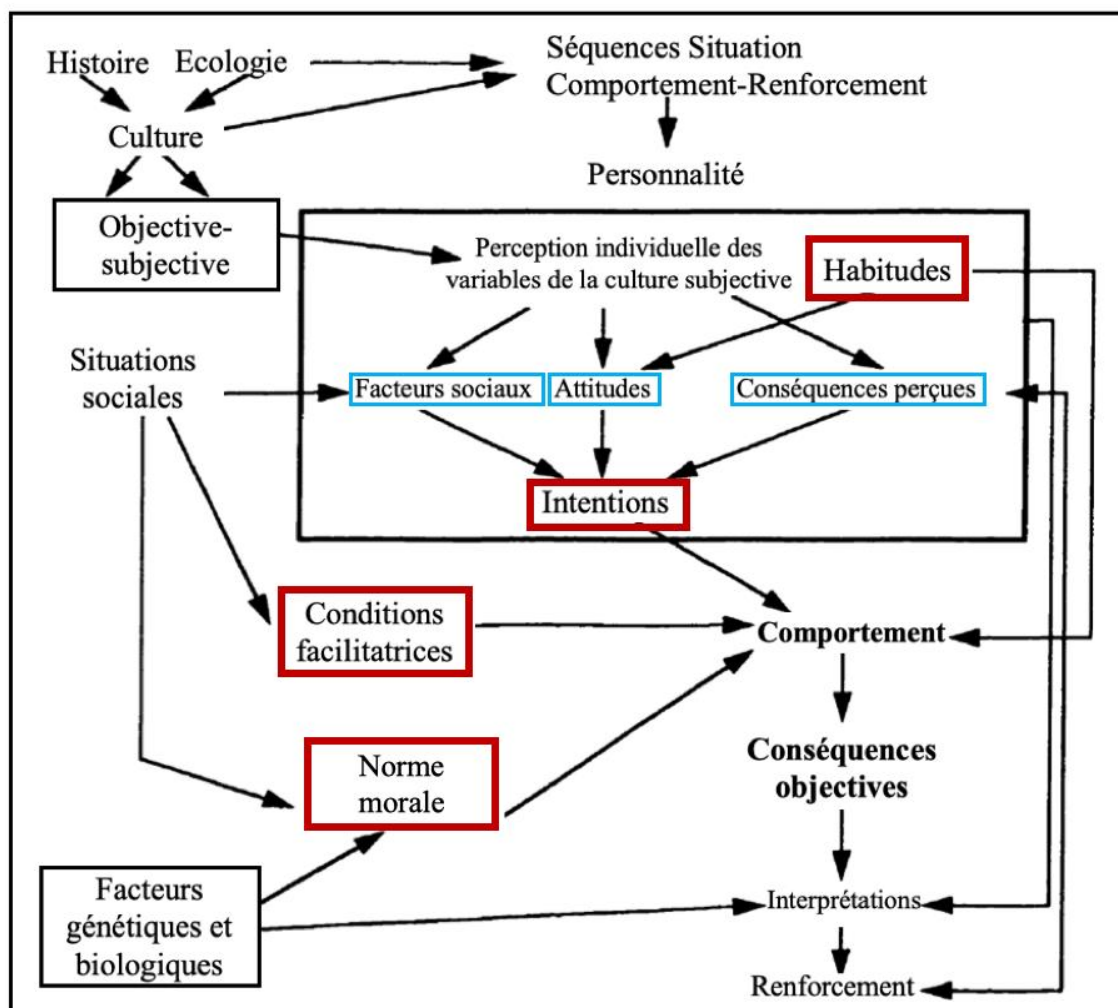 Histoire
Ecologie
Séquences Situation
Comportement-Renforcement
Culture
Personnalité
Objective-
subjective
Perception individuelle des
variables de la culture subjective
Habitudes
Situations
sociales
Facteurs sociaux
Attitudes
Conséquences perçues
Intentions
Conditions
facilitatrices
Comportement
Norme
morale
Conséquences
objectives
Facteurs
génétiques et
biologiques
Interprétations
Renforcement